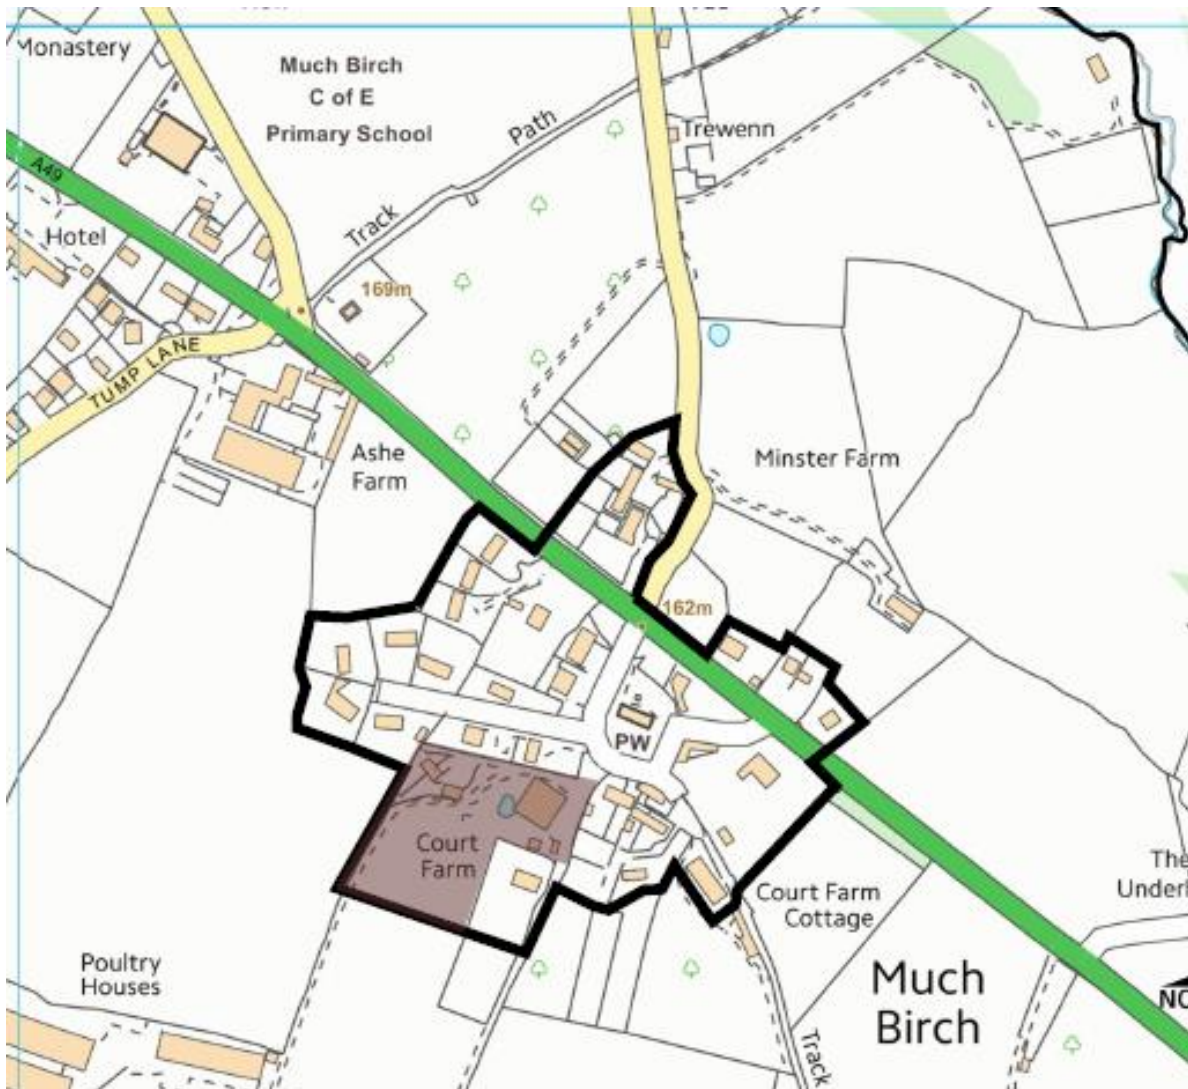 Monastery
Much Birch
C of E
Primary School
Path
Trewenn
A49
Track
Hotel
169m
TUMP LANE
Ashe
Farm
Minster Farm
162m
PW
Court
Farm
The
Court Farm
Cottage
Poultry
Houses
Much
Birch
Track